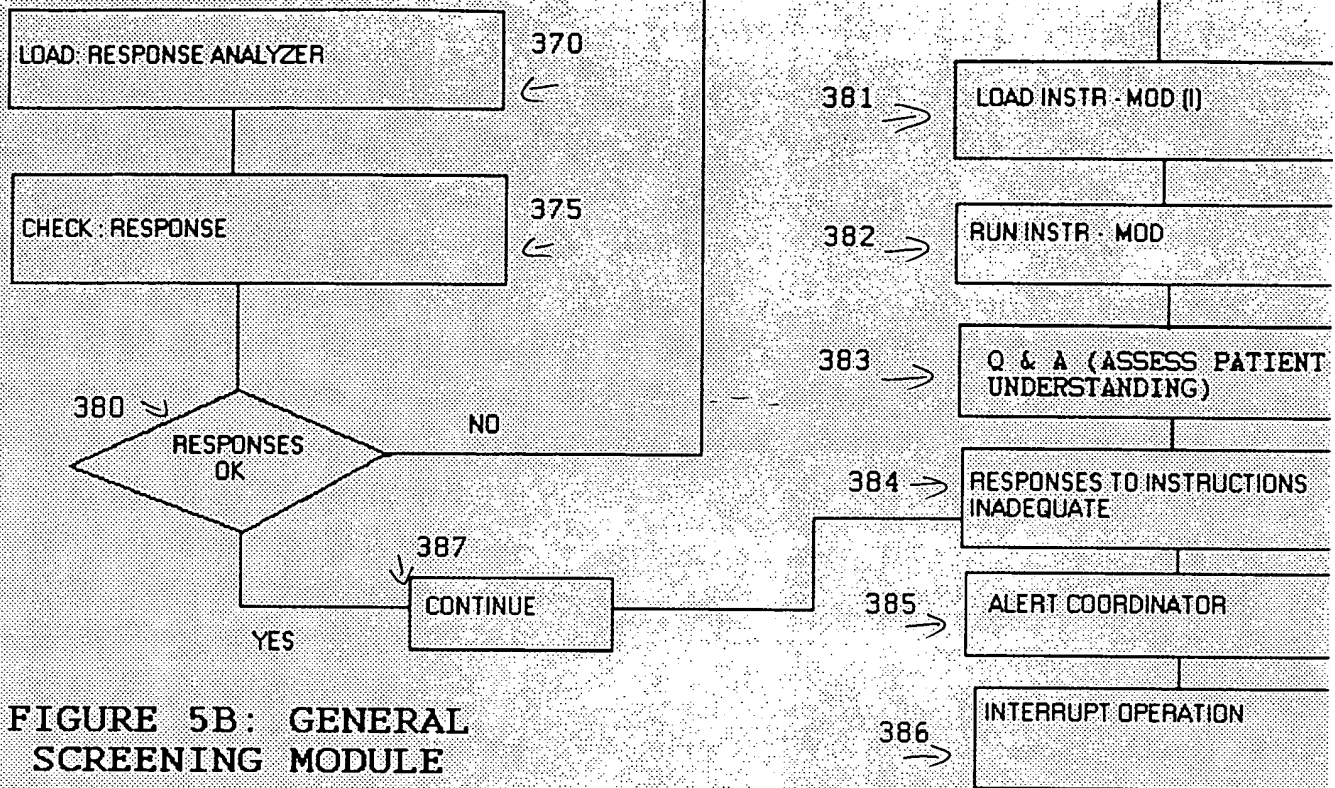 LOAD: RESPONSE ANALYZER
370
CHECK : RESPONSE
375
380
RESPONSES
OK
NO
387
CONTINUE
YES
FIGURE 5B: GENERAL
SCREENING MODULE
381
LOAD INSTR - MOD (I)
382
RUN INSTR - MOD
383
Q & A (ASSESS PATIENT
UNDERSTANDING)
384
RESPONSES TO INSTRUCTIONS
INADEQUATE
385
ALERT COORDINATOR
386
INTERRUPT OPERATION